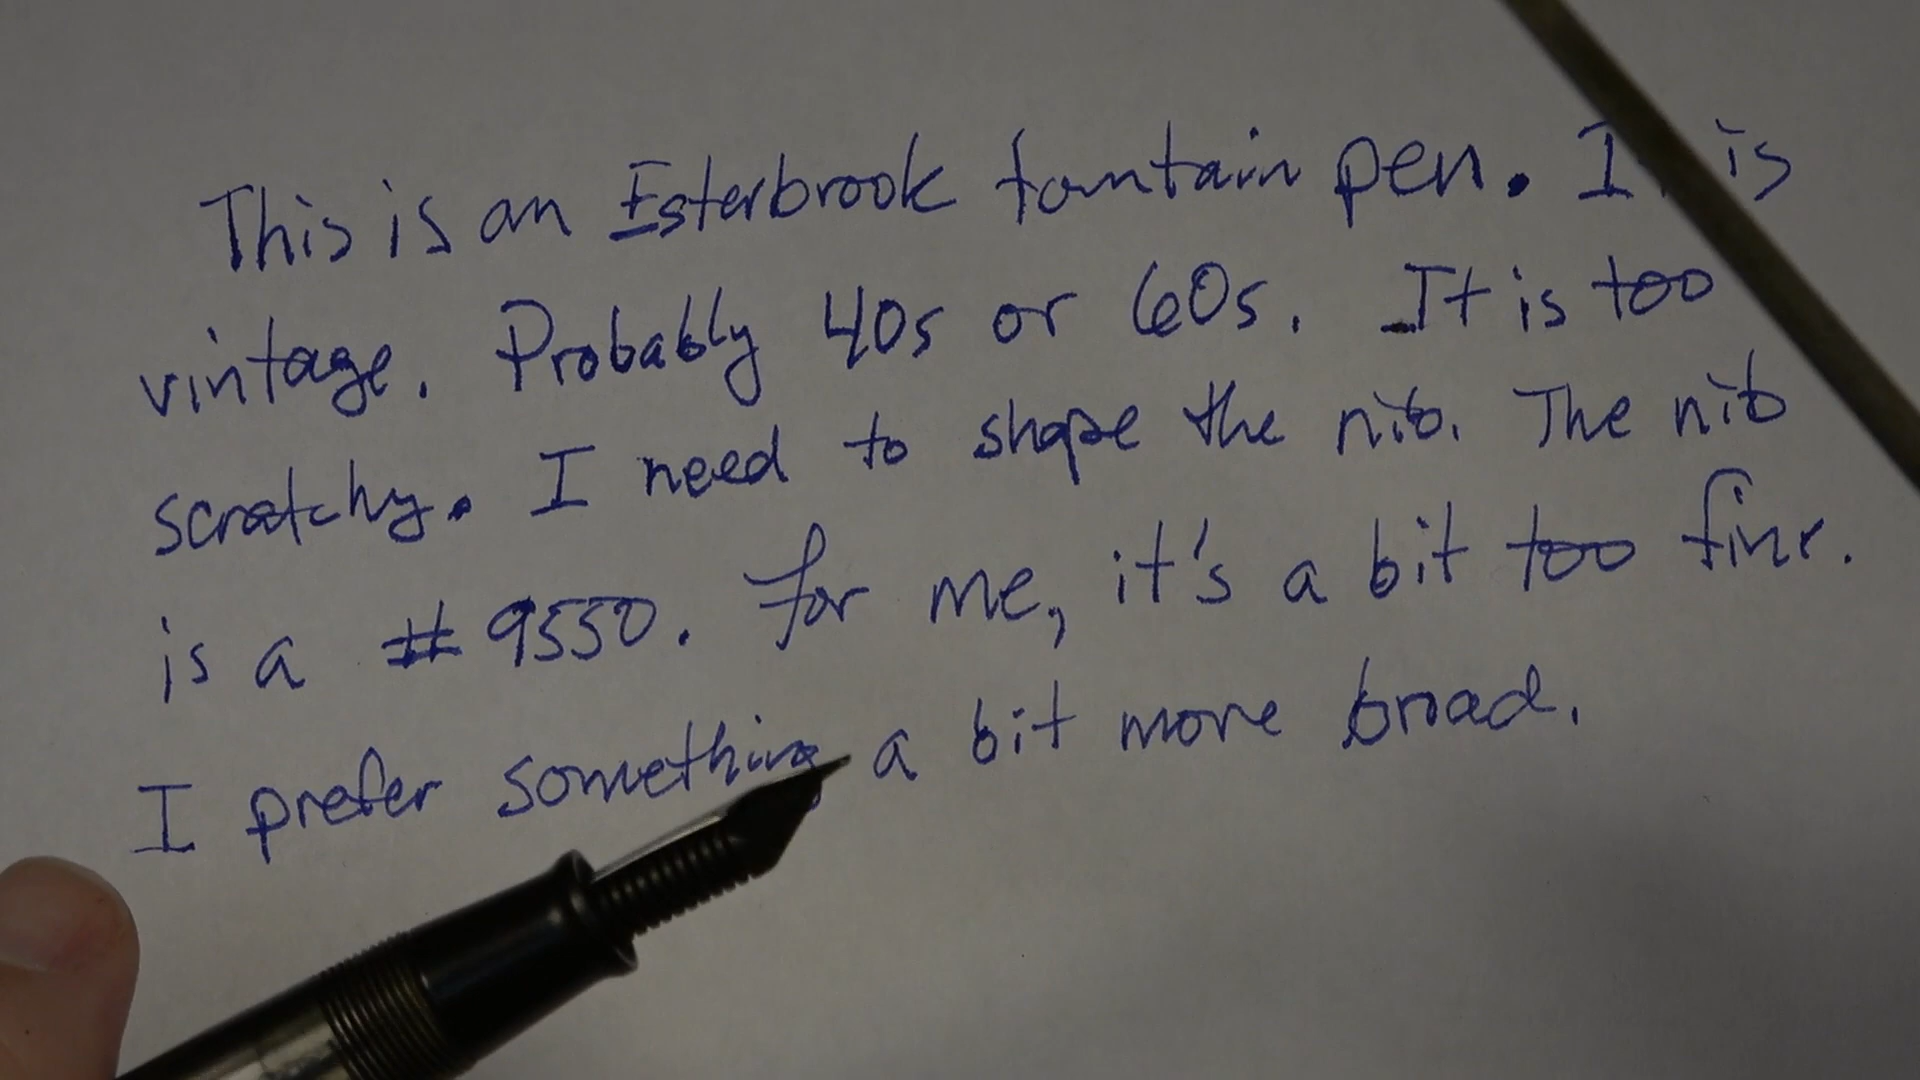 This is an Esterbrook fountain pen. It is
vintage. Probably 40s or 60s. It is too
scratchy. I need to shape the nib. The nib
is a #9550. For me, it's a bit too fine.
I prefer something a bit more broad.